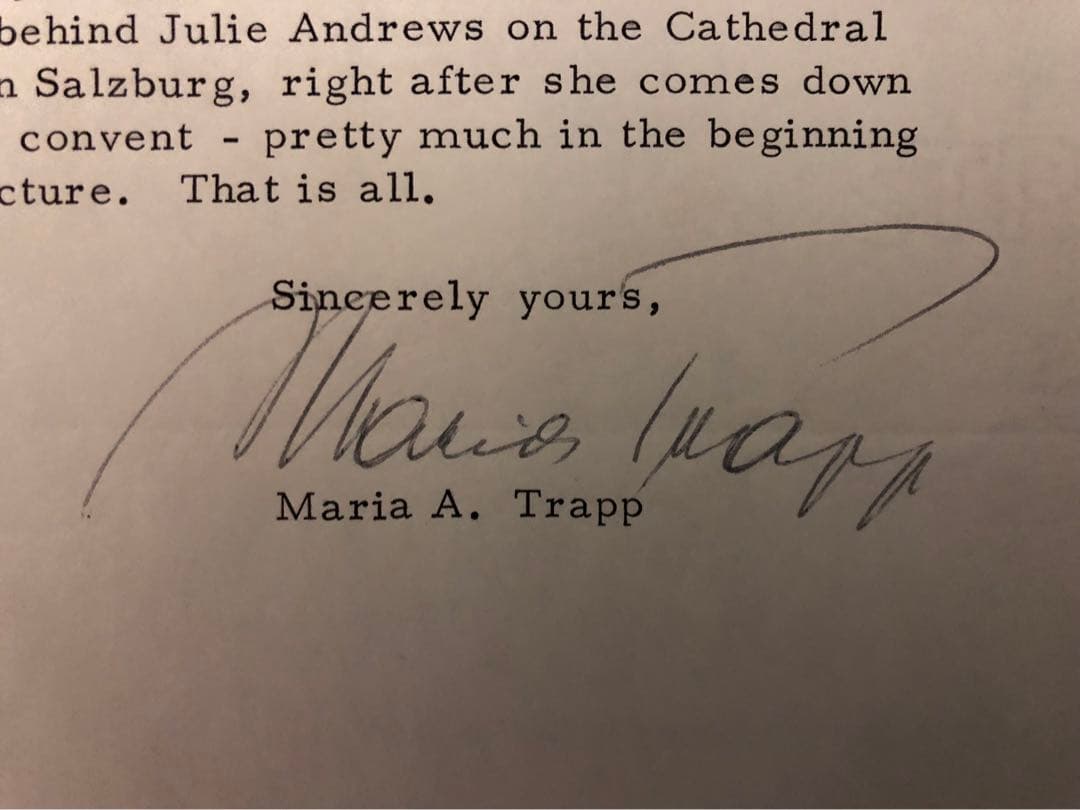 behind Julie Andrews on the Cathedral
n Salzburg, right after she comes down
convent - pretty much in the beginning
cture. That is all.
Sincerely yours,
Maria Trapp
Maria A. Trapp